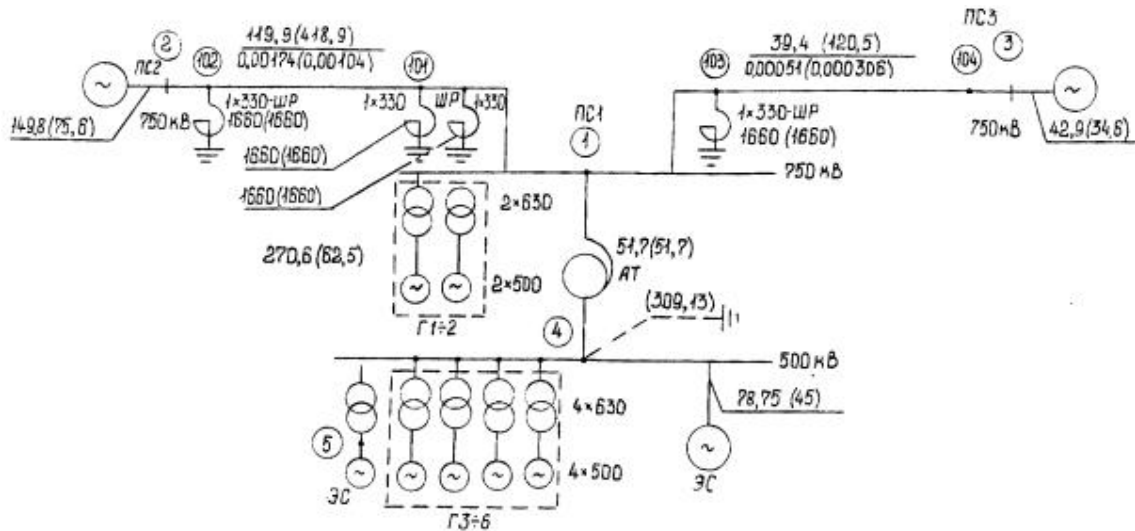 ПС3
119,9(418,9)
39,4 (120,5)
2
102
0,00174(0,00104)
101
103
0,00051(0,000306)
104
3
~
ПС2
1×330-ШР
1×330
ШР
1×330
1×330-ШР
~
149,8(75,6)
750кВ
1660(1660)
ПС1
1660 (1660)
750кВ
42,9(34,6)
1660(1660)
1
750 кВ
1660(1660)
2×630
270,6(62,5)
51,7(51,7)
АТ
~
~
2×500
(309,13)
Г1÷2
4
500 кВ
78,75 (45)
4×630
5
~
~
~
~
~
4×500
~
ЭС
ЭС
Г3÷6